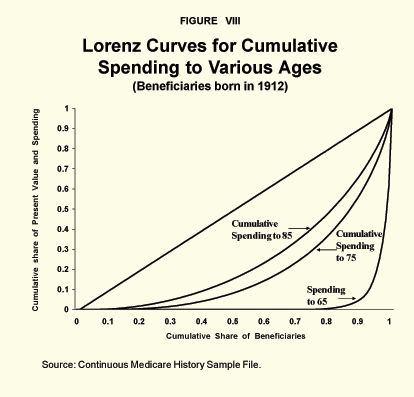 FIGURE VIII
Lorenz Curves for Cumulative
Spending to Various Ages
(Beneficiaries born in 1912)
Cumulative share of Present Value and Spending
1
0.9
0.8
0.7
0.6
0.5
0.4
0.3
0.2
0.1
0
Cumulative
Spending to 85
Cumulative
Spending
to 75
Spending
to 65
0 0.1 0.2 0.3 0.4 0.5 0.6 0.7 0.8 0.9 1
Cumulative Share of Beneficiaries
Source: Continuous Medicare History Sample File.